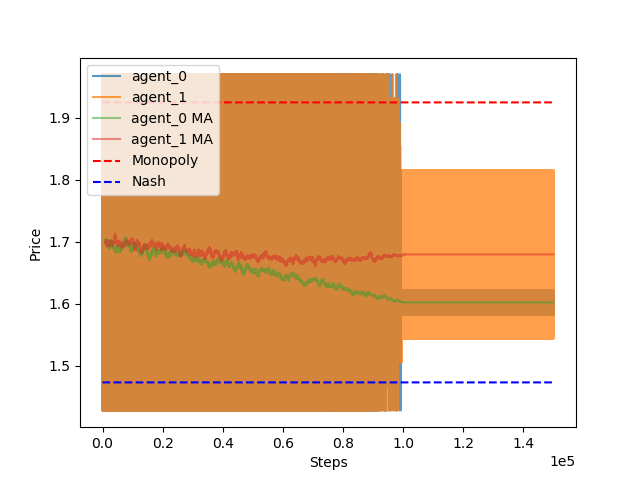 agent_0
agent_1
agent_0 MA
agent_1 MA
Monopoly
Nash
1.9
1.8
1.7
1.6
1.5
Price
0.0 0.2 0.4 0.6 0.8 1.0 1.2 1.4
1e5
Steps